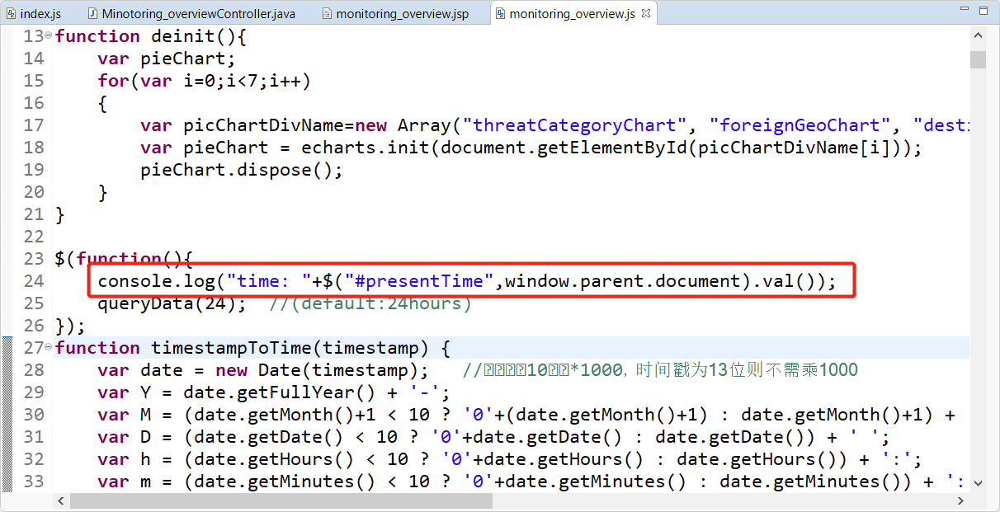 index.js Minotoring_overviewController.java monitoring_overview.jsp monitoring_overview.js
13 function deinit(){
14 var pieChart;
15 for(var i=0;i<7;i++)
16 {
17 var picChartDivName=new Array("threatCategoryChart", "foreignGeoChart", "dest
18 var pieChart = echarts.init(document.getElementById(picChartDivName[i]));
19 pieChart.dispose();
20 }
21 }
22
23 $(function(){
24 console.log("time: "+$("#presentTime",window.parent.document).val());
25 queryData(24); //(default:24hours)
26 });
27 function timestampToTime(timestamp) {
28 var date = new Date(timestamp); //10*1000，时间戳为13位则不需乘1000
29 var Y = date.getFullYear() + '-';
30 var M = (date.getMonth()+1 < 10 ? '0'+(date.getMonth()+1) : date.getMonth()+1) +
31 var D = (date.getDate() < 10 ? '0'+date.getDate() : date.getDate()) + ' ';
32 var h = (date.getHours() < 10 ? '0'+date.getHours() : date.getHours()) + ':';
33 var m = (date.getMinutes() < 10 ? '0'+date.getMinutes() : date.getMinutes()) + ':